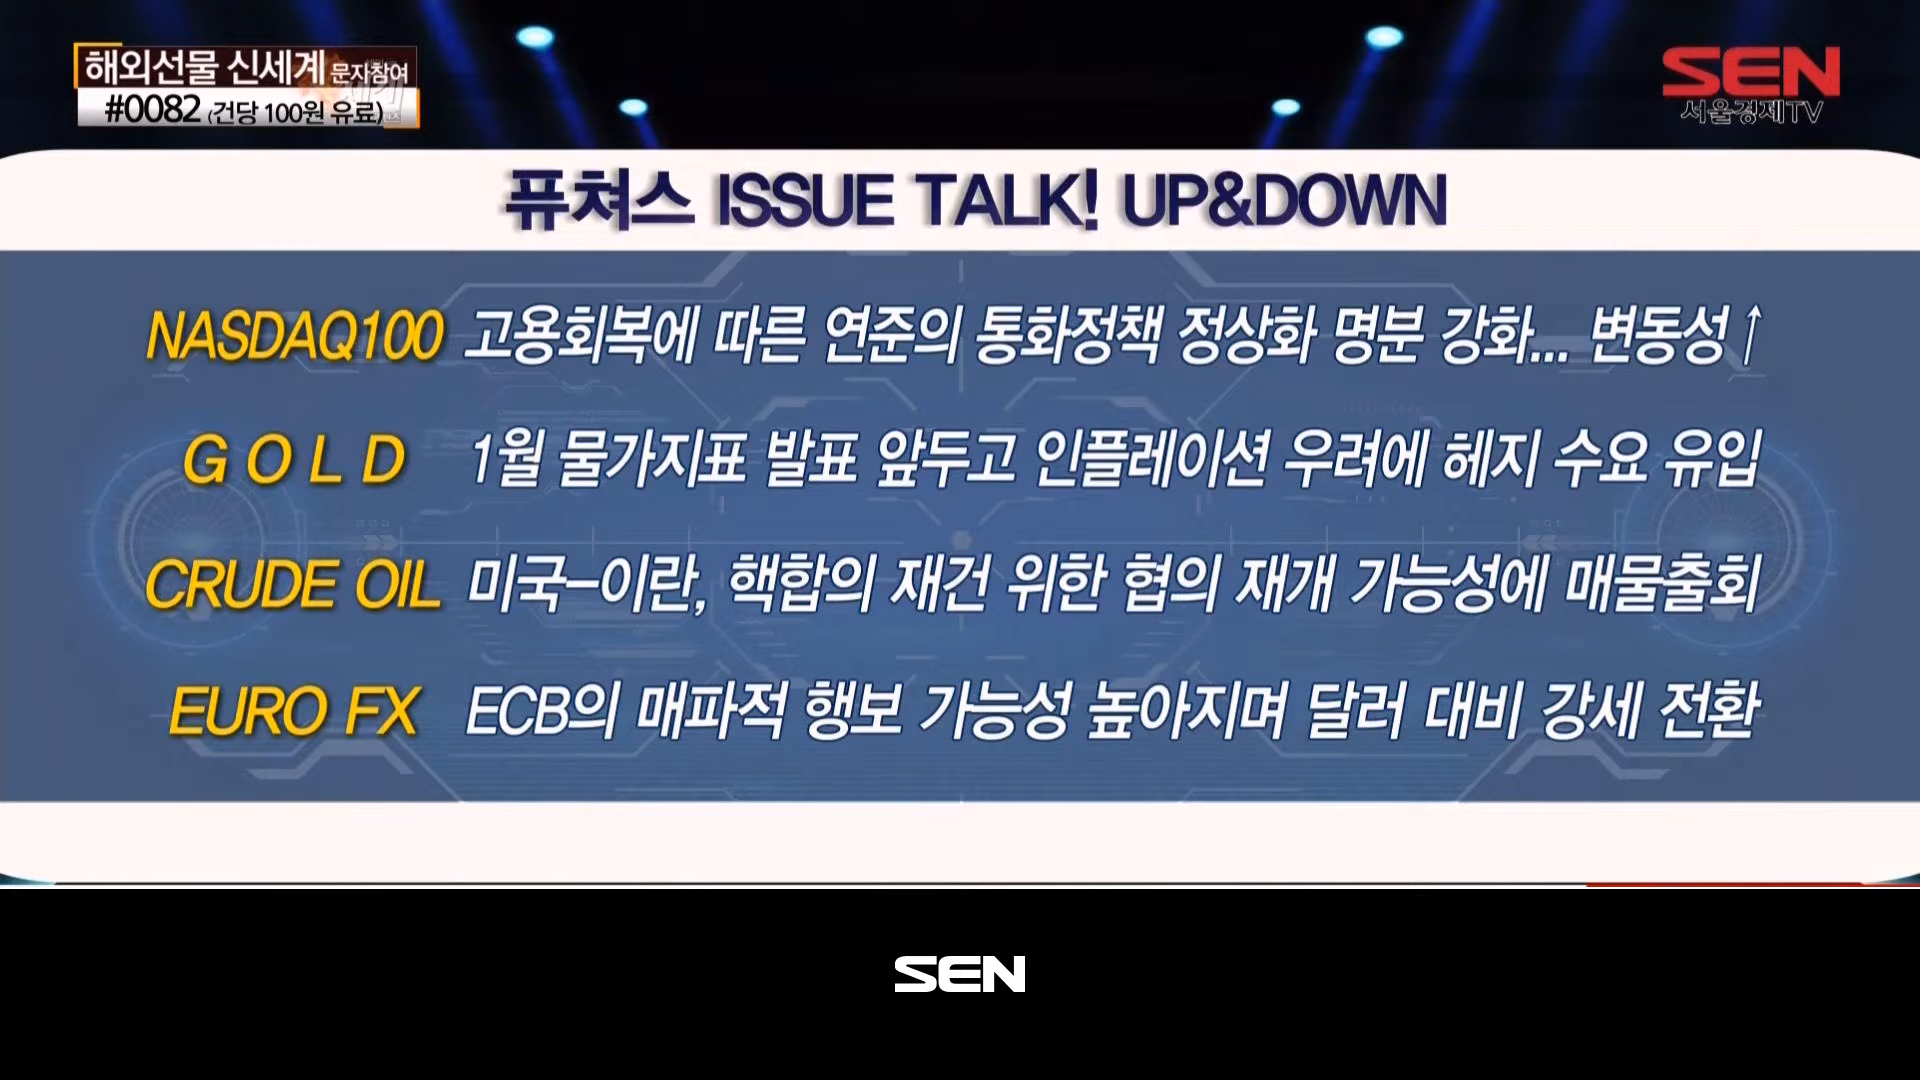 해외선물 신세계 문자참여
#0082 (건당 100원 유료)
SEN
서울경제TV
퓨쳐스 ISSUE TALK! UP&DOWN
NASDAQ100 고용회복에 따른 연준의 통화정책 정상화 명분 강화... 변동성↑
GOLD 1월 물가지표 발표 앞두고 인플레이션 우려에 헤지 수요 유입
CRUDE OIL 미국-이란, 핵합의 재건 위한 협의 재개 가능성에 매물출회
EURO FX ECB의 매파적 행보 가능성 높아지며 달러 대비 강세 전환
SEN